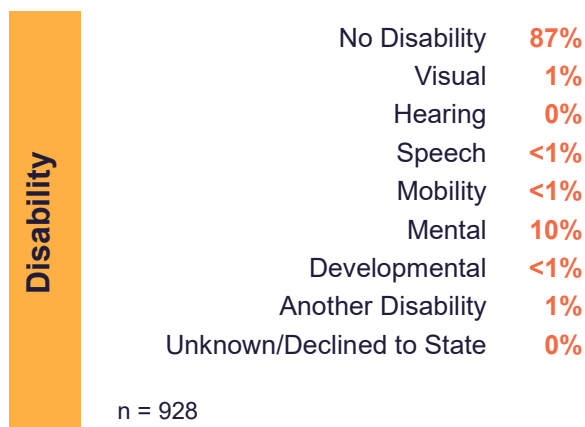 Disability
No Disability 87%
Visual 1%
Hearing 0%
Speech <1%
Mobility <1%
Mental 10%
Developmental <1%
Another Disability 1%
Unknown/Declined to State 0%
n = 928